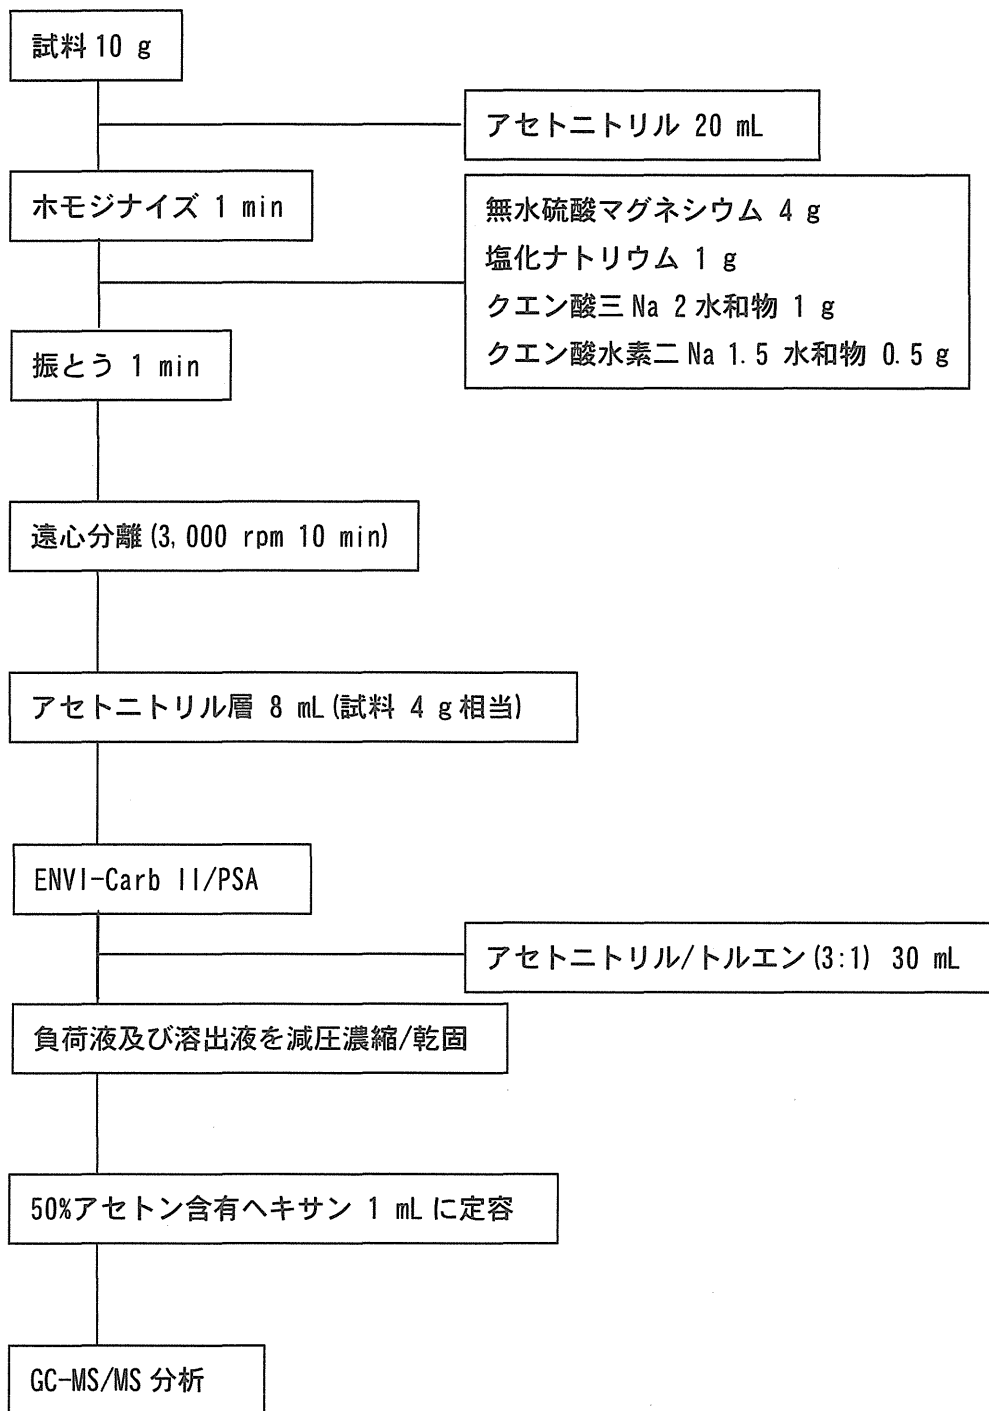 試料 10 g
アセトニトリル 20 mL
ホモジナイズ 1 min
無水硫酸マグネシウム 4 g
塩化ナトリウム 1 g
クエン酸三 Na 2 水和物 1 g
クエン酸水素二 Na 1.5 水和物 0.5 g
振とう 1 min
遠心分離 (3,000 rpm 10 min)
アセトニトリル層 8 mL (試料 4 g 相当)
ENVI-Carb II/PSA
アセトニトリル/トルエン (3:1) 30 mL
負荷液及び溶出液を減圧濃縮/乾固
50%アセトン含有ヘキサン 1 mL に定容
GC-MS/MS 分析